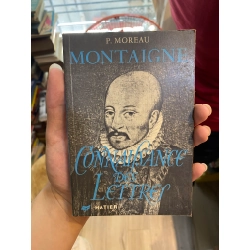 P. MOREAU
MONTAIGNE
CONNAISSANCE
DES
LETTRES
HATIER